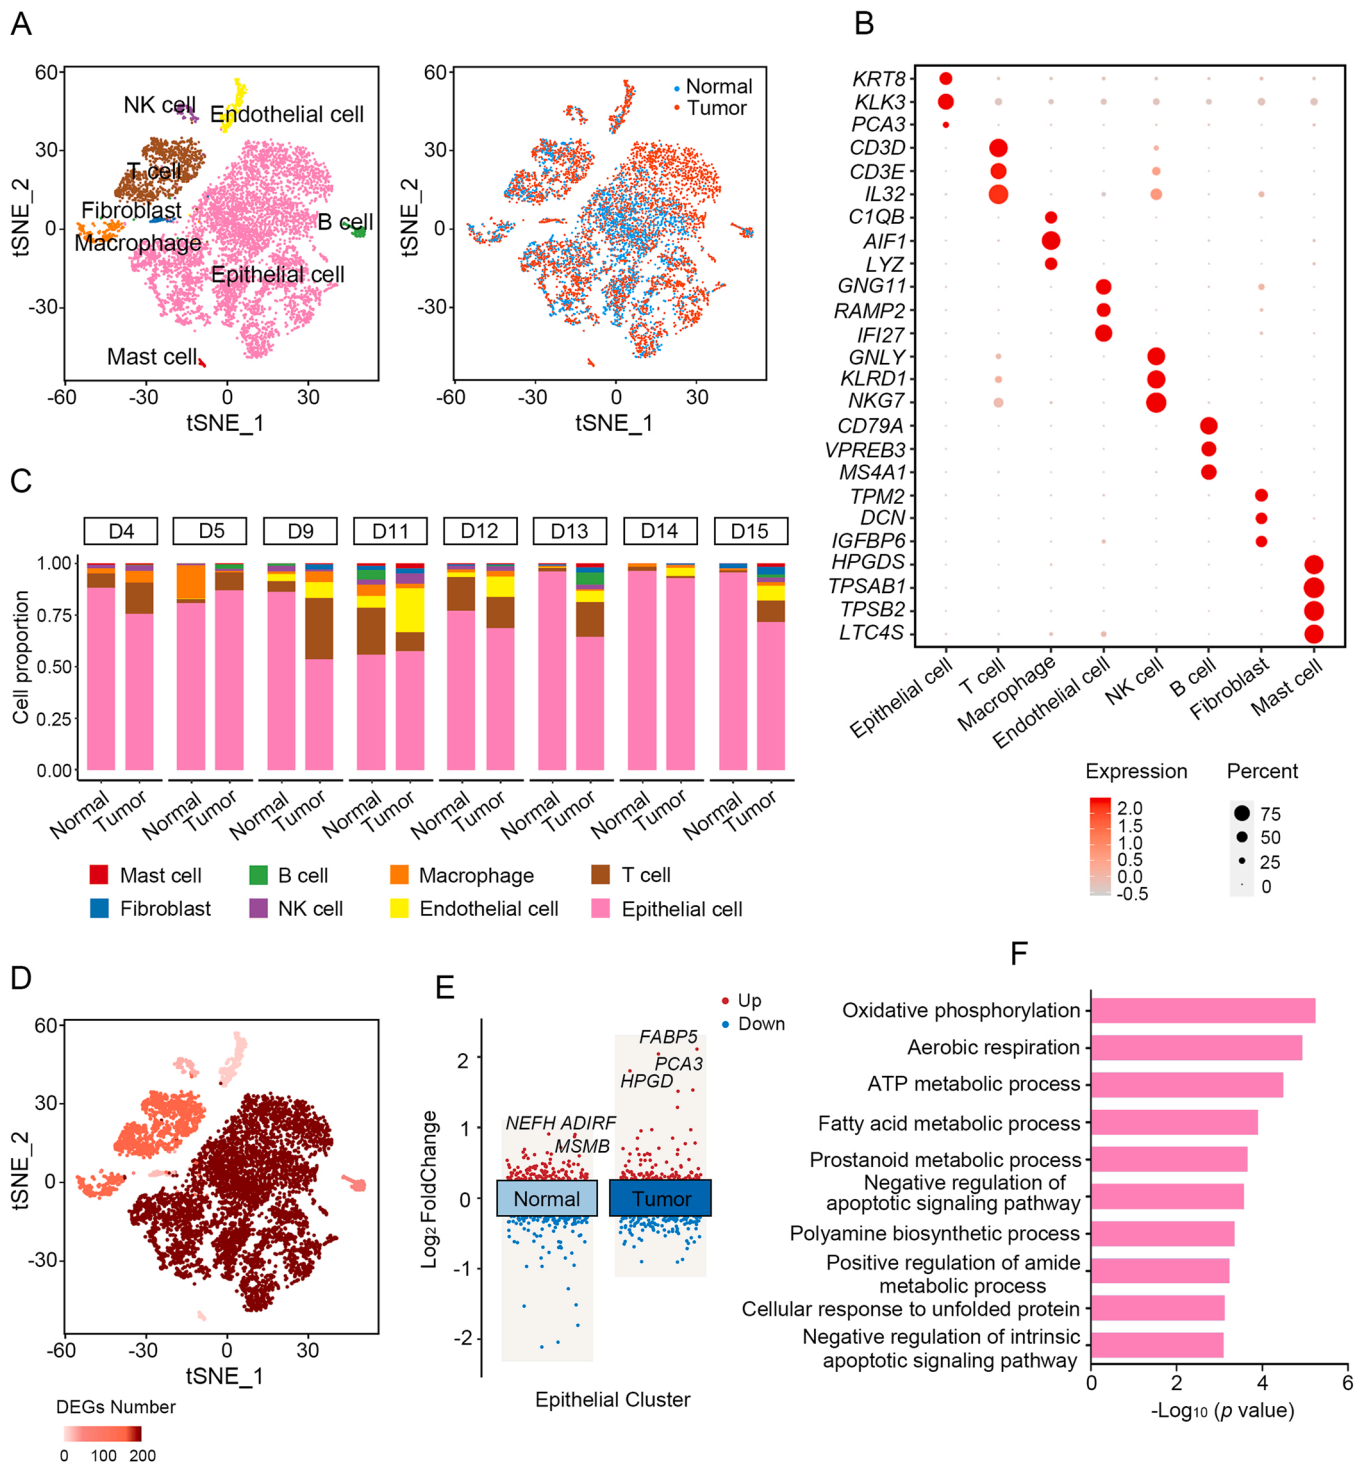 A
60
30
0
-30
-60
-30
0
30
tSNE_1
tSNE_2
NK cell
Endothelial cell
T cell
Fibroblast
B cell
Macrophage
Epithelial cell
Mast cell
60
30
0
-30
-60
-30
0
30
tSNE_1
tSNE_2
Normal
Tumor
B
KRT8
KLK3
PCA3
CD3D
CD3E
IL32
C1QB
AIF1
LYZ
GNG11
RAMP2
IFI27
GNLY
KLRD1
NKG7
CD79A
VPREB3
MS4A1
TPM2
DCN
IGFBP6
HPGDS
TPSAB1
TPSB2
LTC4S
Epithelial cell
T cell
Macrophage
Endothelial cell
NK cell
B cell
Fibroblast
Mast cell
Expression
2.0
1.5
1.0
0.5
0.0
-0.5
Percent
75
50
25
0
C
D4
D5
D9
D11
D12
D13
D14
D15
Cell proportion
1.00
0.75
0.50
0.25
0.00
Normal
Tumor
Normal
Tumor
Normal
Tumor
Normal
Tumor
Normal
Tumor
Normal
Tumor
Normal
Tumor
Normal
Tumor
Mast cell
B cell
Macrophage
T cell
Fibroblast
NK cell
Endothelial cell
Epithelial cell
D
60
30
0
-30
-60
-30
0
30
tSNE_1
tSNE_2
DEGs Number
0
100
200
E
Up
Down
Log2 FoldChange
2
1
0
-1
-2
FABP5
PCA3
HPGD
NEFH ADIRF
MSMB
Normal
Tumor
Epithelial Cluster
F
Oxidative phosphorylation
Aerobic respiration
ATP metabolic process
Fatty acid metabolic process
Prostanoid metabolic process
Negative regulation of
apoptotic signaling pathway
Polyamine biosynthetic process
Positive regulation of amide
metabolic process
Cellular response to unfolded protein
Negative regulation of intrinsic
apoptotic signaling pathway
0
2
4
6
-Log10 (p value)